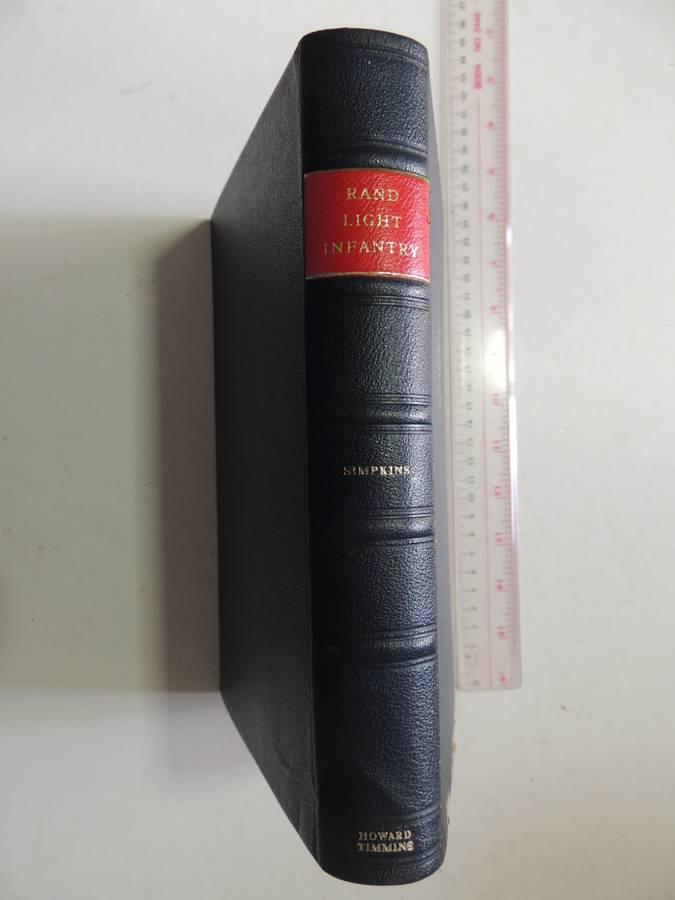 RAND
LIGHT
INFANTRY
SIMPKINS
HOWARD
TIMMINS